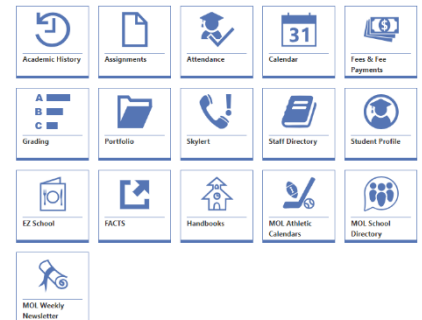 31
Academic History
Assignments
Attendance
Calendar
Fees & Fee
Payments
A
B
C
Grading
Portfolio
Skylert
Staff Directory
Student Profile
EZ School
FACTS
Handbooks
MOL Athletic
Calendars
MOL School
Directory
MOL Weekly
Newsletter